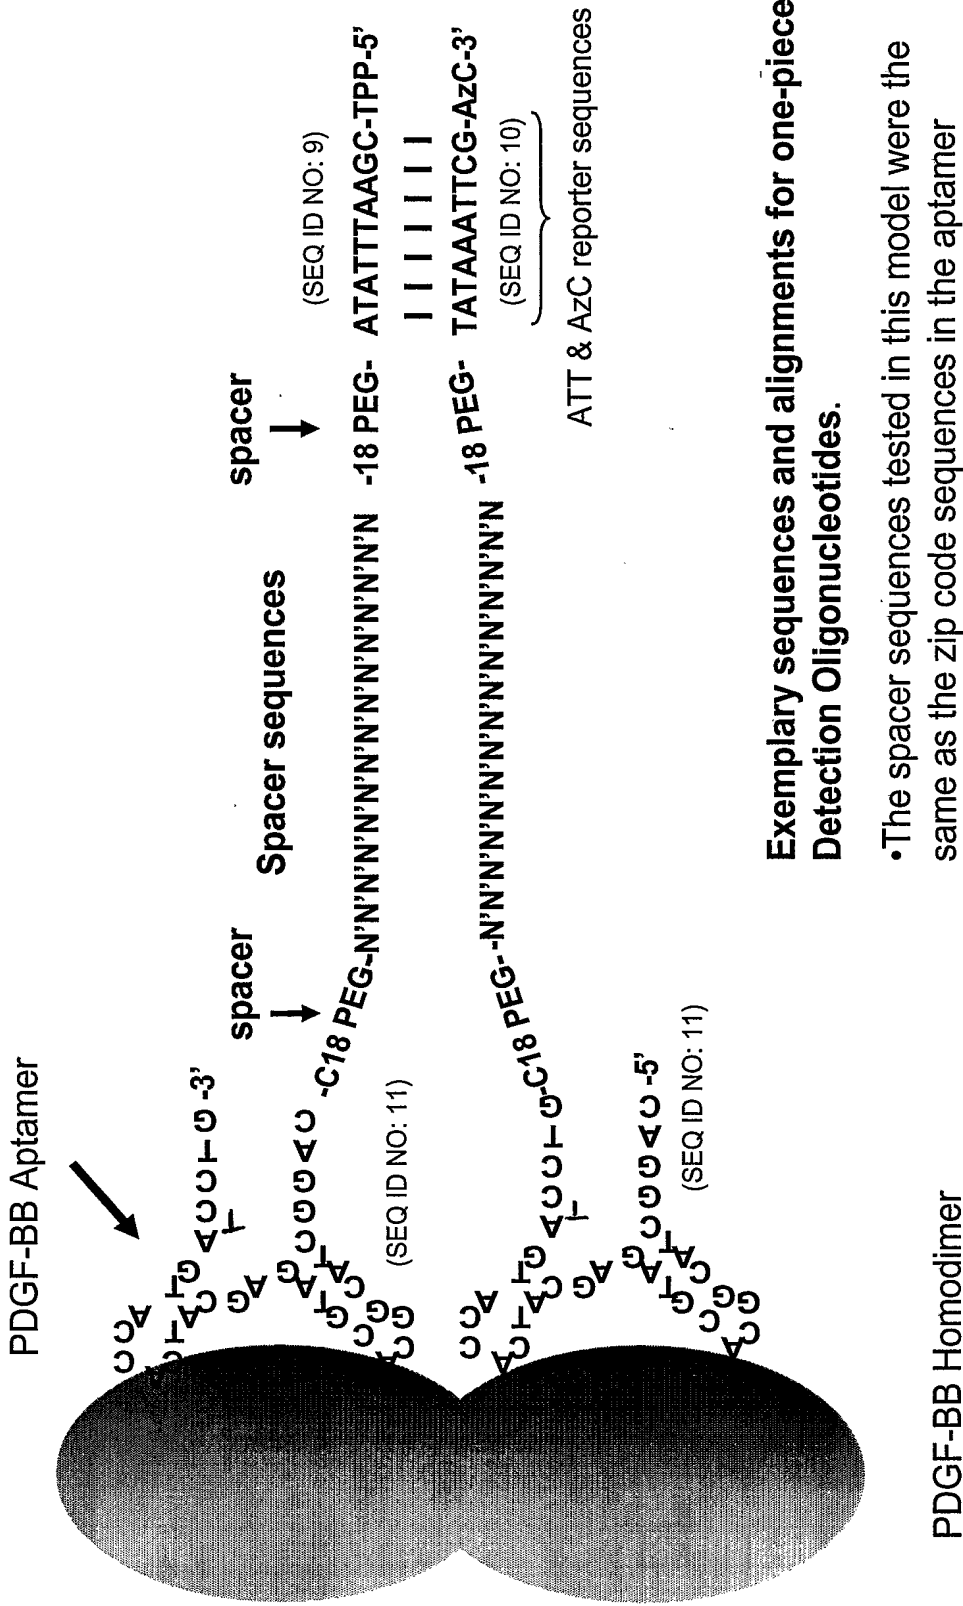 PDGF-BB Aptamer
spacer
Spacer sequences
spacer
(SEQ ID NO: 9)
A C C T G -3'
-C18 PEG-N'N'N'N'N'N'N'N'N'N'N'N'N'N'N'N -18 PEG- ATATTTAAGC-TPP-5'
C G G G A C
(SEQ ID NO: 11)
A C C T G-C18 PEG--N'N'N'N'N'N'N'N'N'N'N'N'N'N'N'N -18 PEG- TATAAATTCG-AzC-3'
(SEQ ID NO: 10)
ATT & AzC reporter sequences
C G G G A C -5'
(SEQ ID NO: 11)
PDGF-BB Homodimer
Exemplary sequences and alignments for one-piece
Detection Oligonucleotides.
•The spacer sequences tested in this model were the
same as the zip code sequences in the aptamer